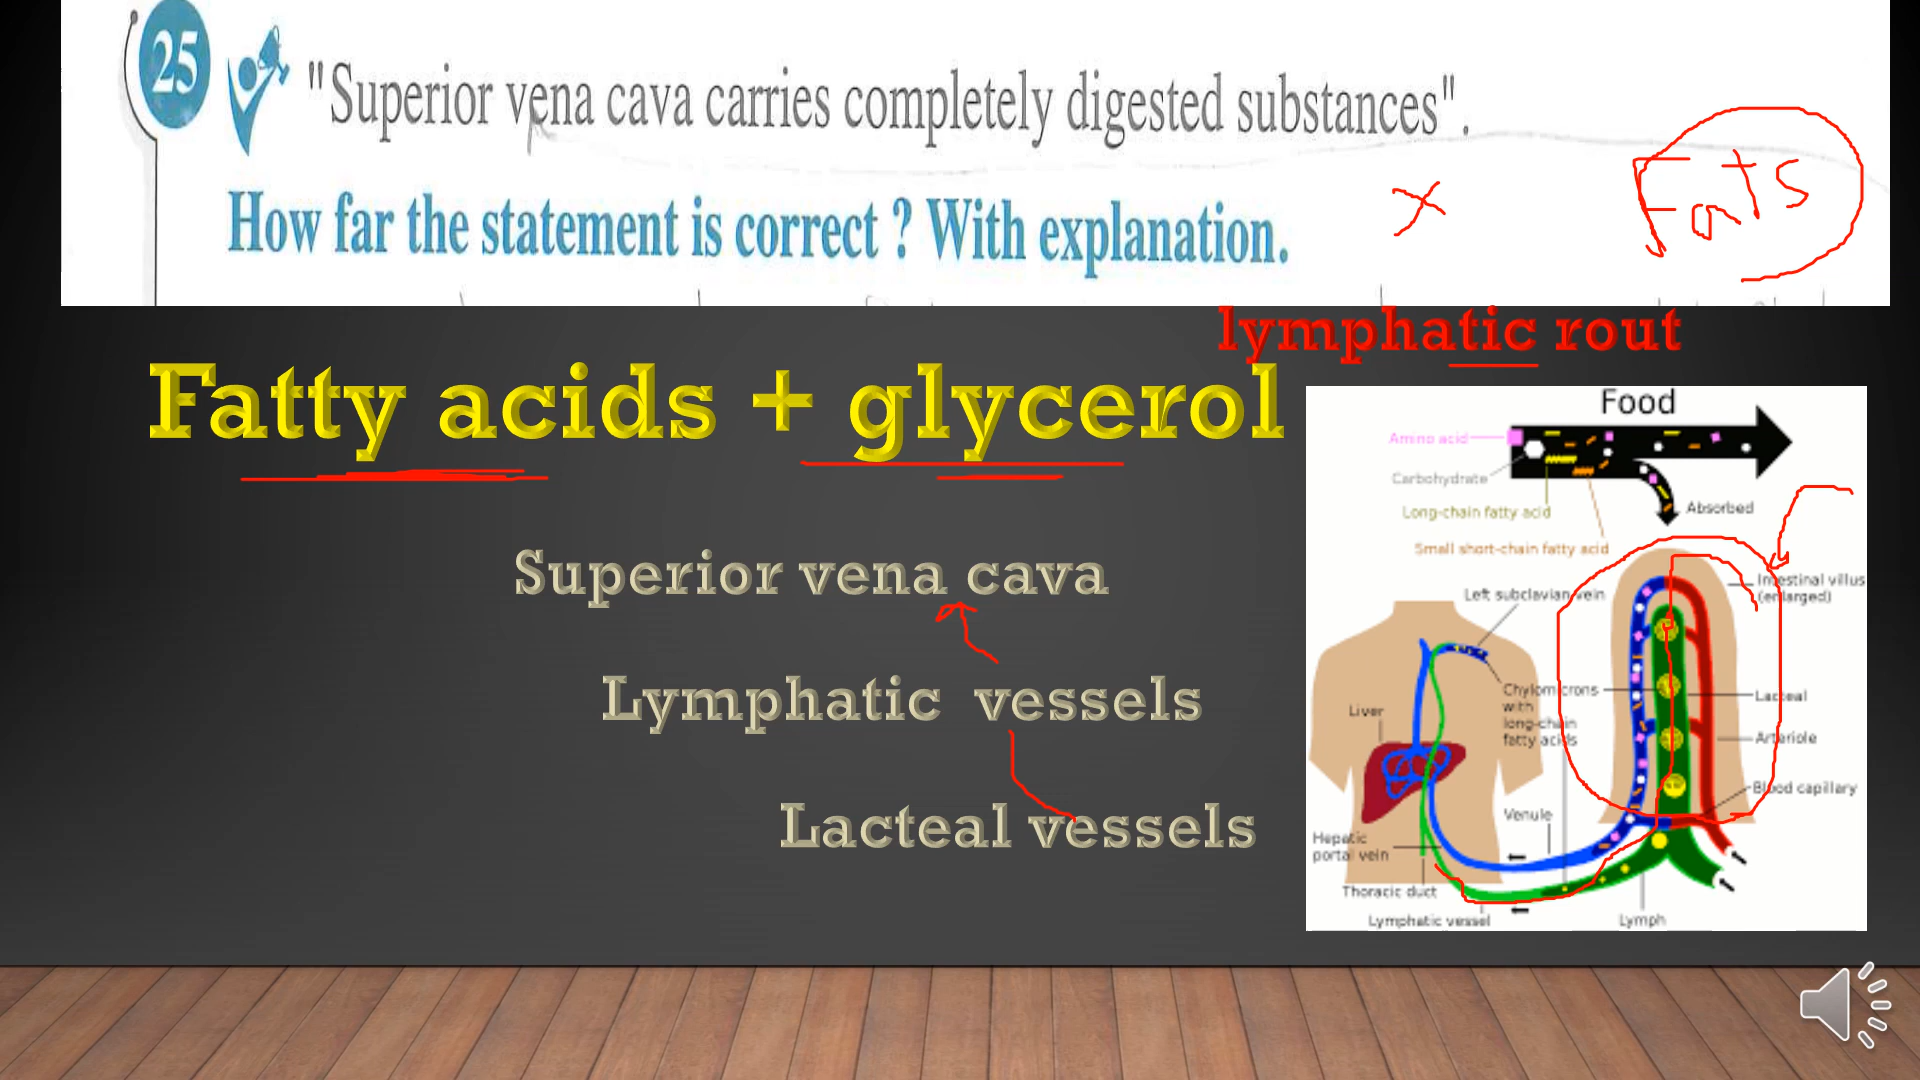 25
"Superior vena cava carries completely digested substances".
How far the statement is correct ? With explanation.
x
Fats
lymphatic rout
Fatty acids + glycerol
Superior vena cava
Lymphatic vessels
Lacteal vessels
Food
Amino acid
Carbohydrate
Long-chain fatty acid
Absorbed
Small short-chain fatty acid
Left subclavian vein
Intestinal villus
(enlarged)
Chylomicrons
with
long-chain
fatty acids
Lacteal
Liver
Arteriole
Blood capillary
Venule
Hepatic
portal vein
Thoracic duct
Lymphatic vessel
Lymph